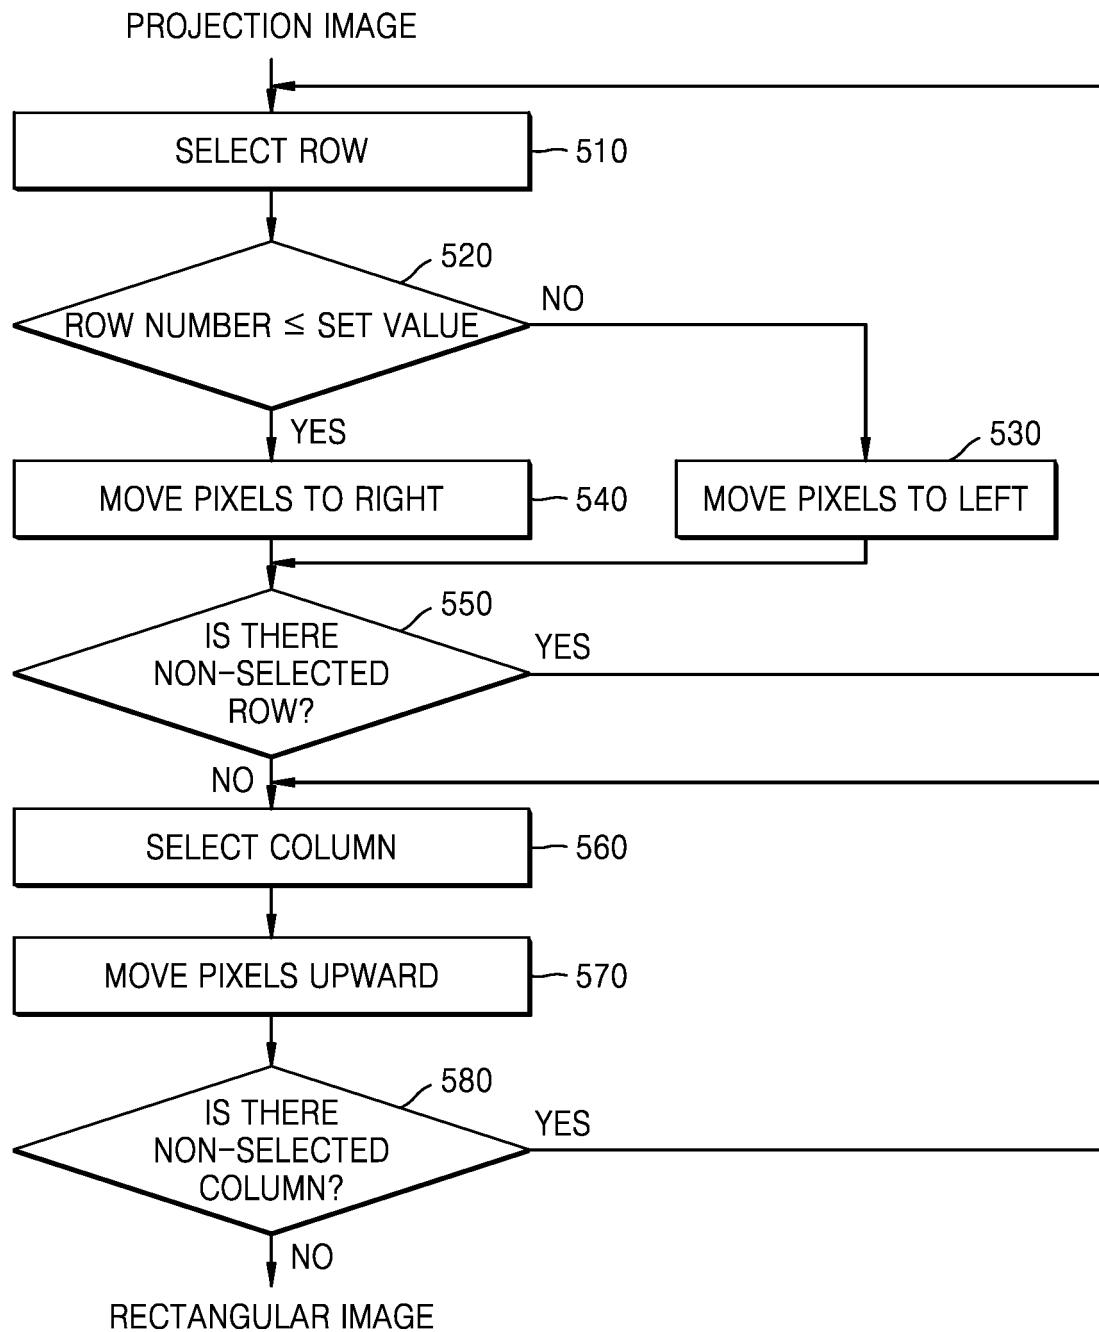 PROJECTION IMAGE
SELECT ROW
510
520
ROW NUMBER ≤ SET VALUE
NO
YES
530
MOVE PIXELS TO RIGHT
540
MOVE PIXELS TO LEFT
550
IS THERE
NON-SELECTED
ROW?
YES
NO
SELECT COLUMN
560
MOVE PIXELS UPWARD
570
580
IS THERE
NON-SELECTED
COLUMN?
YES
NO
RECTANGULAR IMAGE